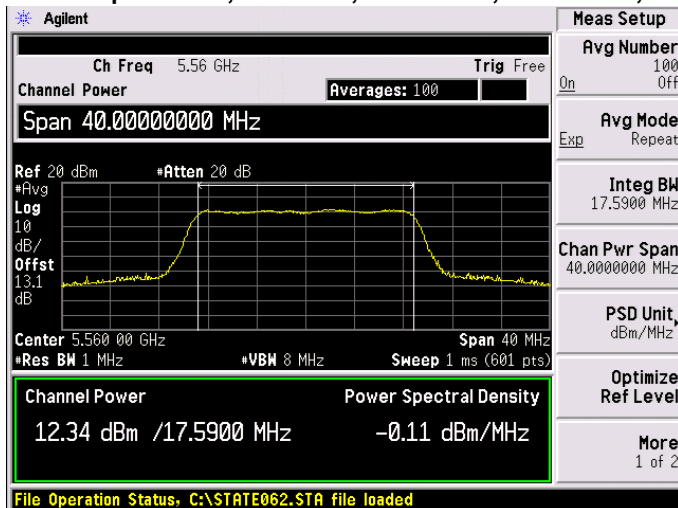 Agilent
Ch Freq 5.56 GHz Trig Free
Channel Power Averages: 100
Span 40.00000000 MHz
Ref 20 dBm #Atten 20 dB
#Avg
Log
10
dB/
Offst
13.1
dB
Center 5.560 00 GHz Span 40 MHz
#Res BW 1 MHz #VBW 8 MHz Sweep 1 ms (601 pts)
Channel Power Power Spectral Density
12.34 dBm /17.5900 MHz -0.11 dBm/MHz
File Operation Status, C:\STATE062.STA file loaded
Meas Setup
Avg Number
100
On Off
Avg Mode
Exp Repeat
Integ BW
17.5900 MHz
Chan Pwr Span
40.0000000 MHz
PSD Unit
dBm/MHz
Optimize
Ref Level
More
1 of 2